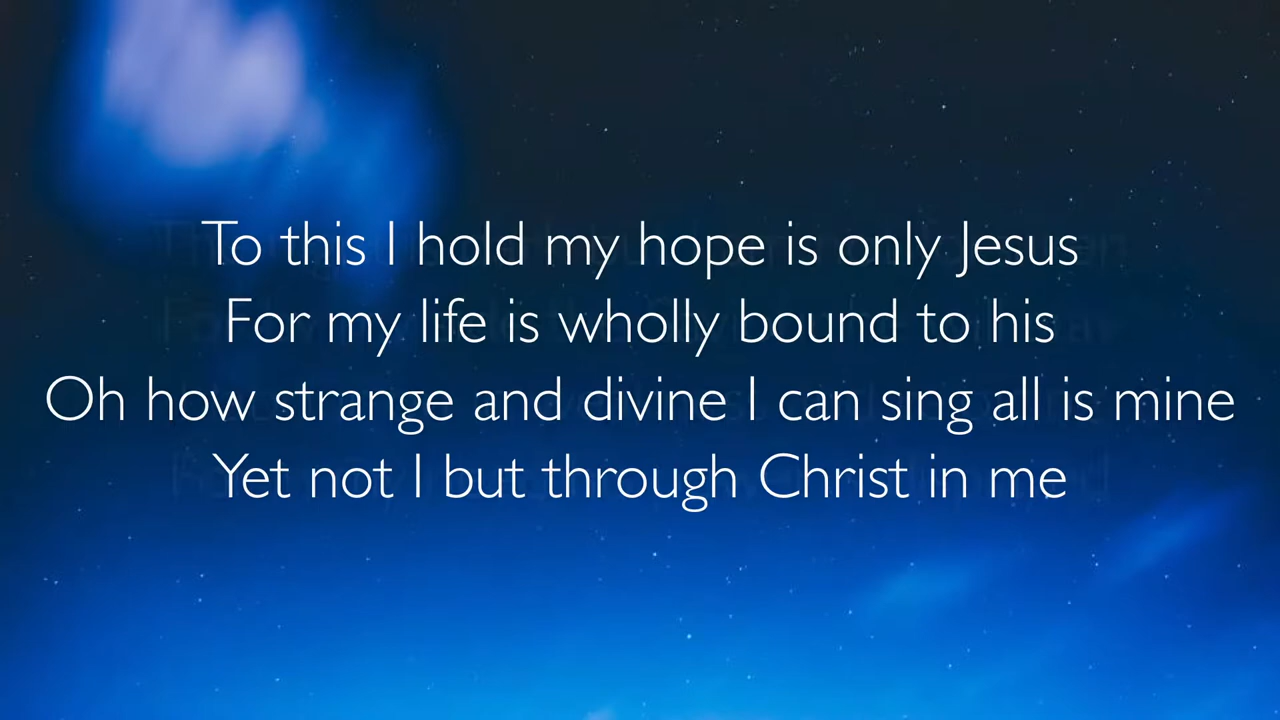 To this I hold my hope is only Jesus
For my life is wholly bound to his
Oh how strange and divine I can sing all is mine
Yet not I but through Christ in me